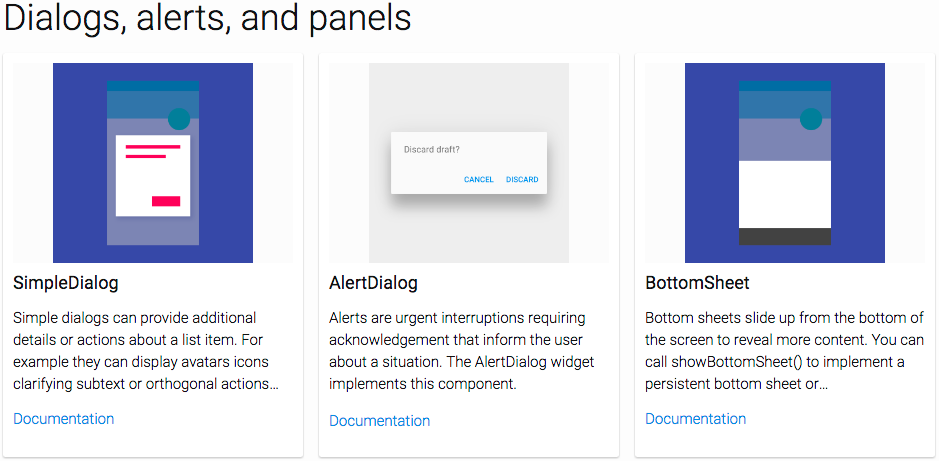 Dialogs, alerts, and panels
Discard draft?
CANCEL DISCARD
SimpleDialog
Simple dialogs can provide additional
details or actions about a list item. For
example they can display avatars icons
clarifying subtext or orthogonal actions...
Documentation
AlertDialog
Alerts are urgent interruptions requiring
acknowledgement that inform the user
about a situation. The AlertDialog widget
implements this component.
Documentation
BottomSheet
Bottom sheets slide up from the bottom of
the screen to reveal more content. You can
call showBottomSheet() to implement a
persistent bottom sheet or...
Documentation